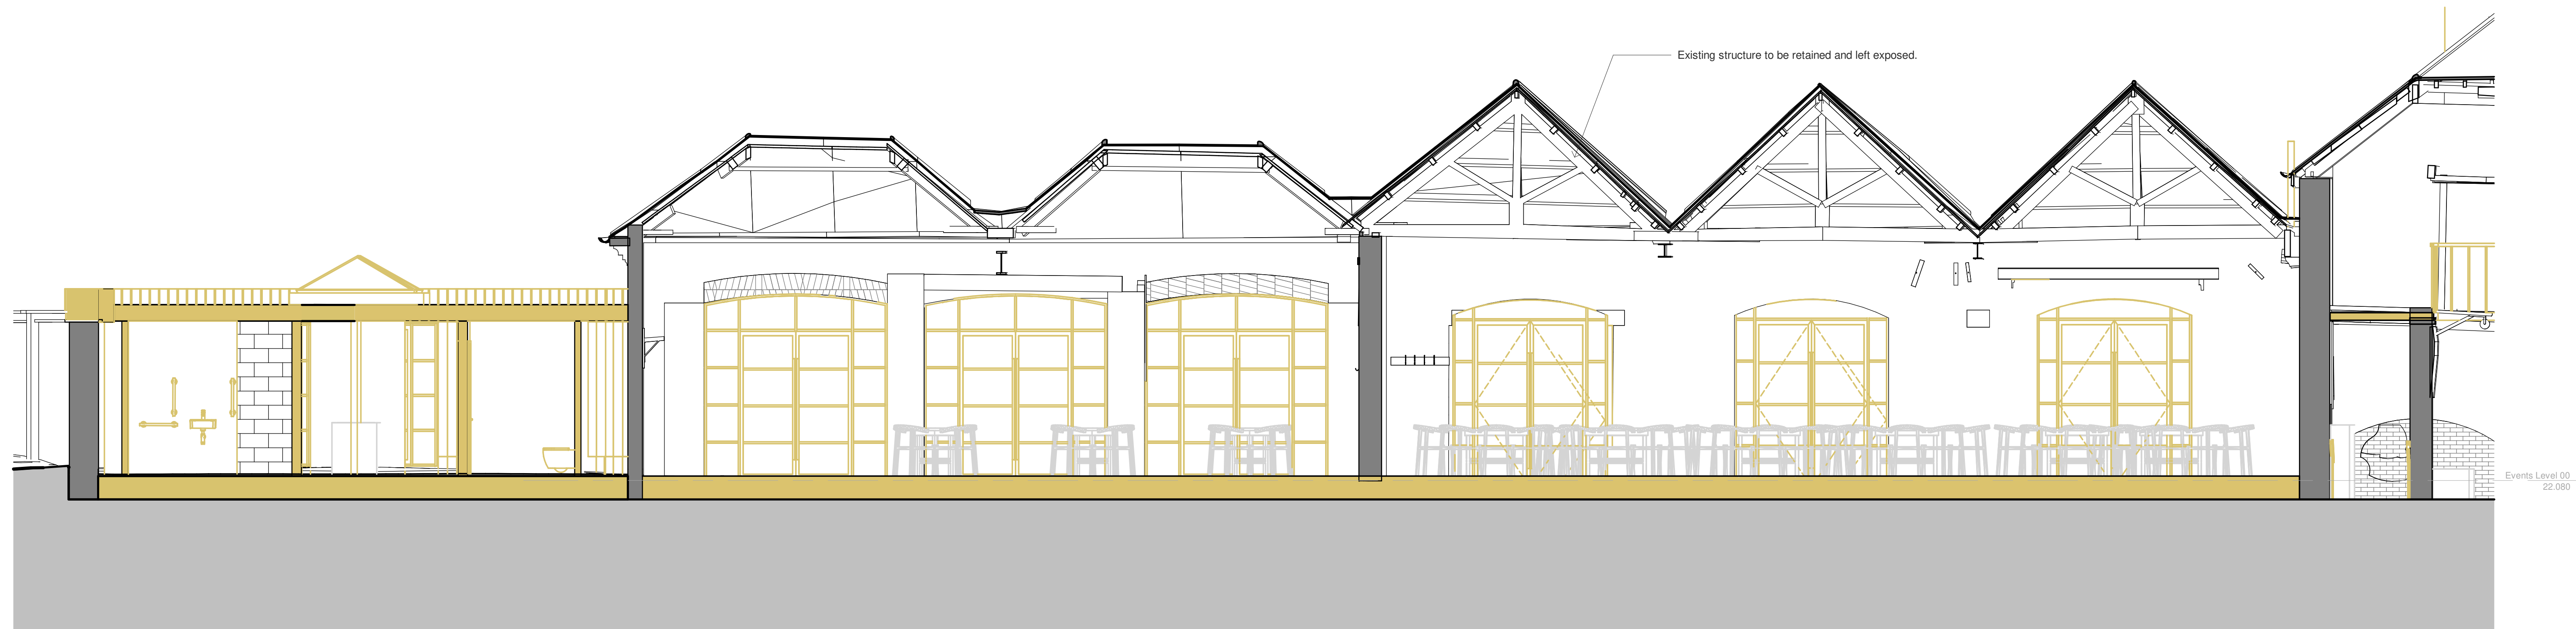 Existing structure to be retained and left exposed.
Events Level 00
22.080